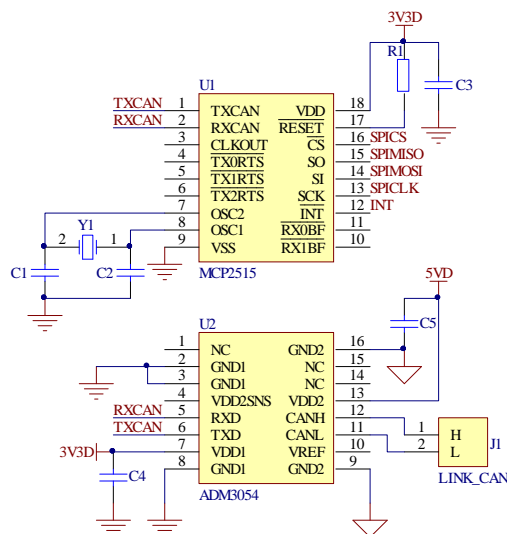 3V3D
R1
C3
U1
TXCAN 1 TXCAN VDD 18
RXCAN 2 RXCAN RESET 17
3 CLKOUT CS 16 SPICS
4 TX0RTS SO 15 SPIMISO
5 TX1RTS SI 14 SPIMOSI
6 TX2RTS SCK 13 SPICLK
7 OSC2 INT 12 INT
8 OSC1 RX0BF 11
9 VSS RX1BF 10
MCP2515
Y1
2 1
C1 C2
5VD
C5
U2
1 NC GND2 16
2 GND1 NC 15
3 GND1 NC 14
4 VDD2SNS VDD2 13
RXCAN 5 RXD CANH 12
TXCAN 6 TXD CANL 11
3V3D 7 VDD1 VREF 10
8 GND1 GND2 9
ADM3054
C4
1 H
2 L
J1
LINK_CAN